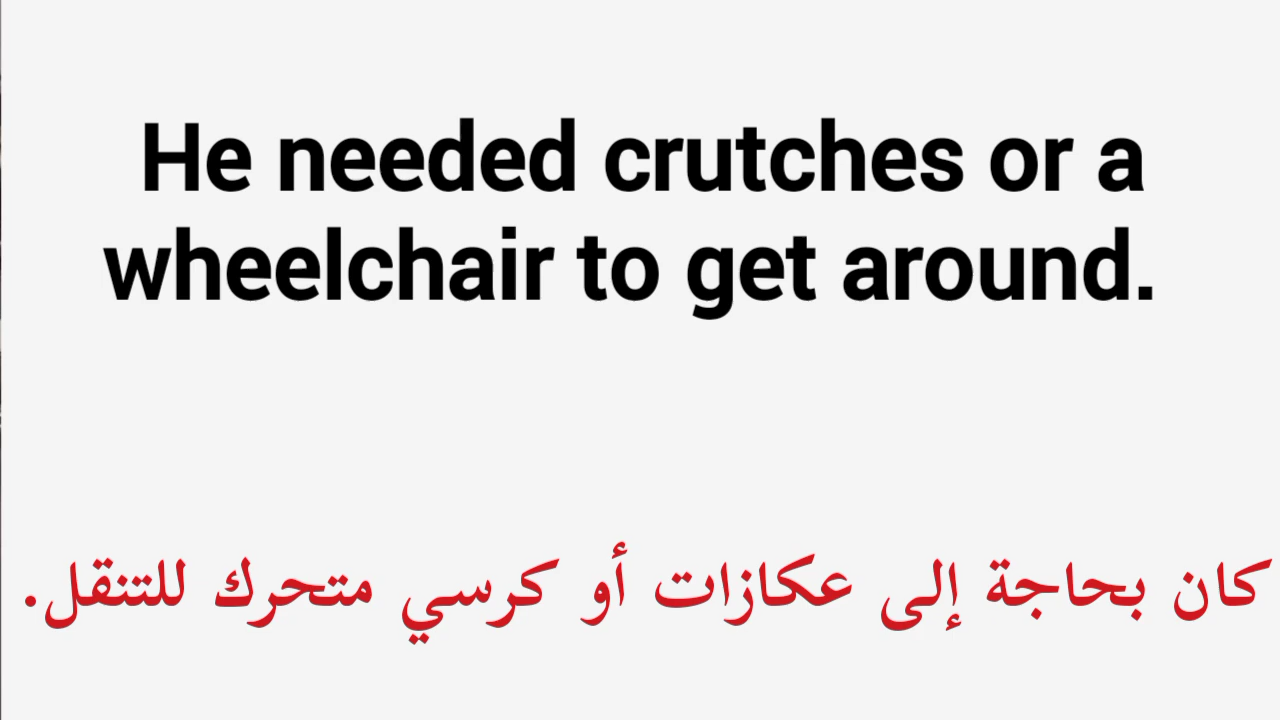 He needed crutches or a
wheelchair to get around.
كان بحاجة إلى عكازات أو كرسي متحرك للتنقل.